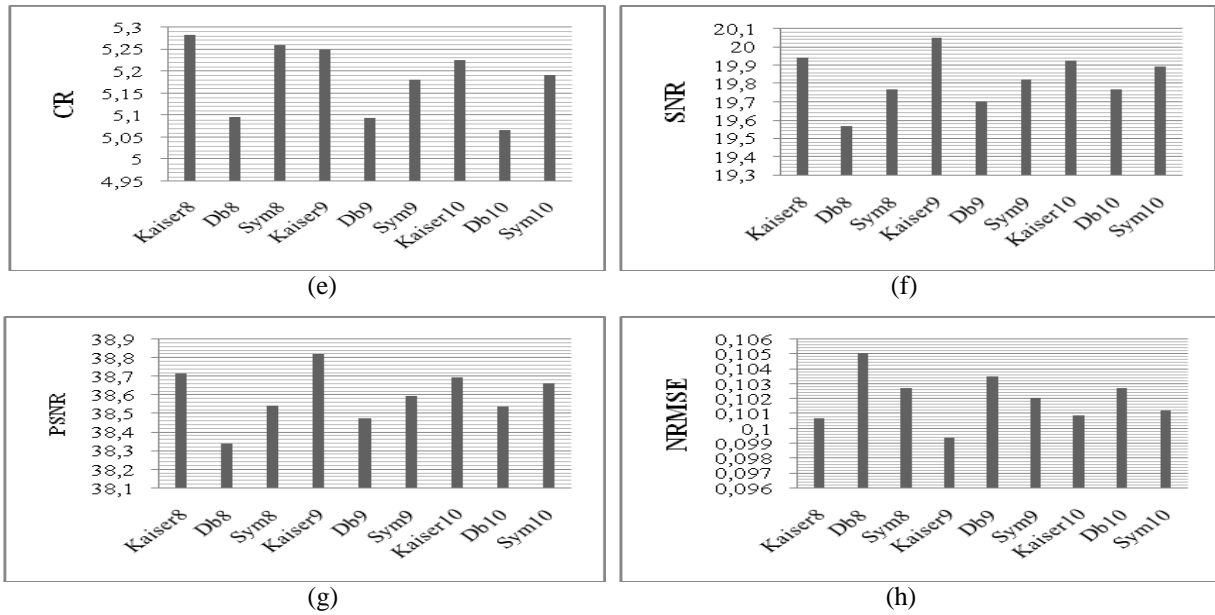 CR
5,3
5,25
5,2
5,15
5,1
5,05
5
4,95
Kaiser8
Db8
Sym8
Kaiser9
Db9
Sym9
Kaiser10
Db10
Sym10
(e)
SNR
20,1
20
19,9
19,8
19,7
19,6
19,5
19,4
19,3
Kaiser8
Db8
Sym8
Kaiser9
Db9
Sym9
Kaiser10
Db10
Sym10
(f)
PSNR
38,9
38,8
38,7
38,6
38,5
38,4
38,3
38,2
38,1
Kaiser8
Db8
Sym8
Kaiser9
Db9
Sym9
Kaiser10
Db10
Sym10
(g)
NRMSE
0,106
0,105
0,104
0,103
0,102
0,101
0,1
0,099
0,098
0,097
0,096
Kaiser8
Db8
Sym8
Kaiser9
Db9
Sym9
Kaiser10
Db10
Sym10
(h)